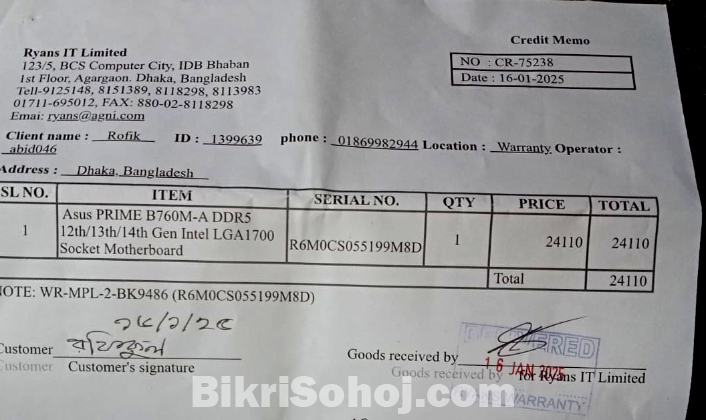 Ryans IT Limited
123/5, BCS Computer City, IDB Bhaban
1st Floor, Agargaon. Dhaka, Bangladesh
Tell-9125148, 8151389, 8118298, 8113983
01711-695012, FAX: 880-02-8118298
Emai: ryans@agni.com
Credit Memo
NO : CR-75238
Date : 16-01-2025
Client name : Rofik ID : 1399639 phone : 01869982944 Location : Warranty Operator :
abid046
Address : Dhaka, Bangladesh
SL NO. ITEM SERIAL NO. QTY PRICE TOTAL
1 Asus PRIME B760M-A DDR5
12th/13th/14th Gen Intel LGA1700
Socket Motherboard R6M0CS055199M8D 1 24110 24110
Total 24110
NOTE: WR-MPL-2-BK9486 (R6M0CS055199M8D)
Customer রফিকুল
Customer Customer's signature
Goods received by
DELIVERED
16 JAN 2025
Goods received by for Ryans IT Limited
WARRANTY
BikriSohoj.com